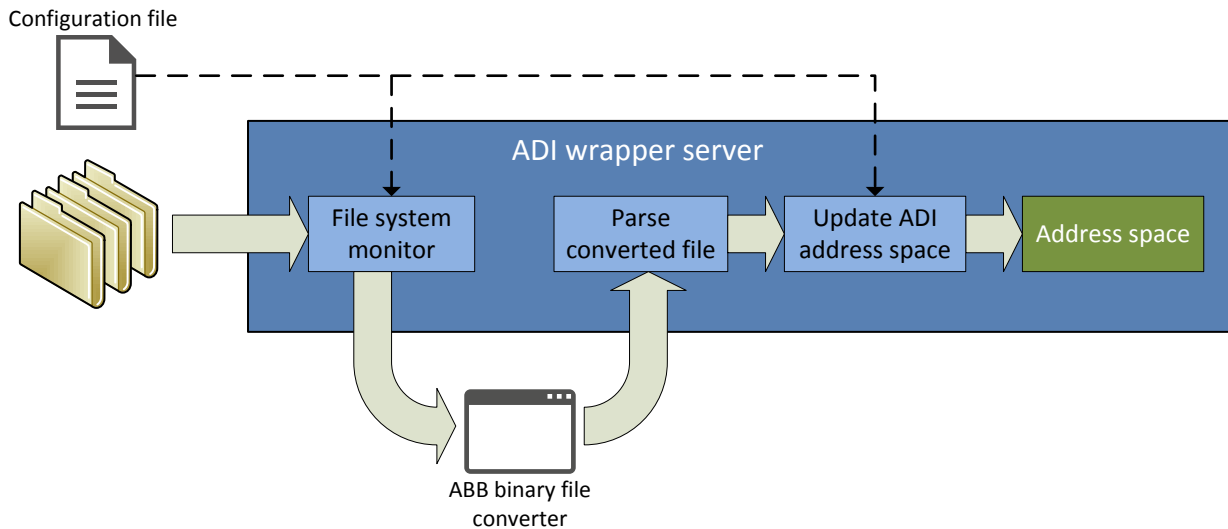 Configuration file
ADI wrapper server
File system
monitor
Parse
converted file
Update ADI
address space
Address space
ABB binary file
converter